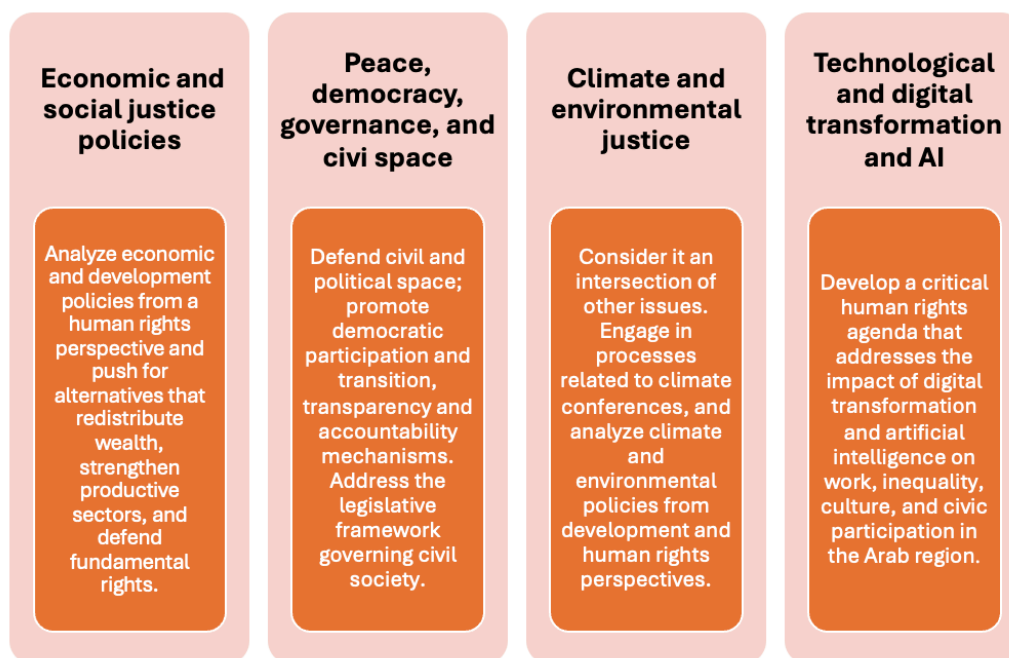 Economic and
social justice
policies
Analyze economic
and development
policies from a
human rights
perspective and
push for
alternatives that
redistribute
wealth,
strengthen
productive
sectors, and
defend
fundamental
rights.
Peace,
democracy,
governance, and
civi space
Defend civil and
political space;
promote
democratic
participation and
transition,
transparency and
accountability
mechanisms.
Address the
legislative
framework
governing civil
society.
Climate and
environmental
justice
Consider it an
intersection of
other issues.
Engage in
processes
related to climate
conferences, and
analyze climate
and
environmental
policies from
development and
human rights
perspectives.
Technological
and digital
transformation
and AI
Develop a critical
human rights
agenda that
addresses the
impact of digital
transformation
and artificial
intelligence on
work, inequality,
culture, and civic
participation in
the Arab region.